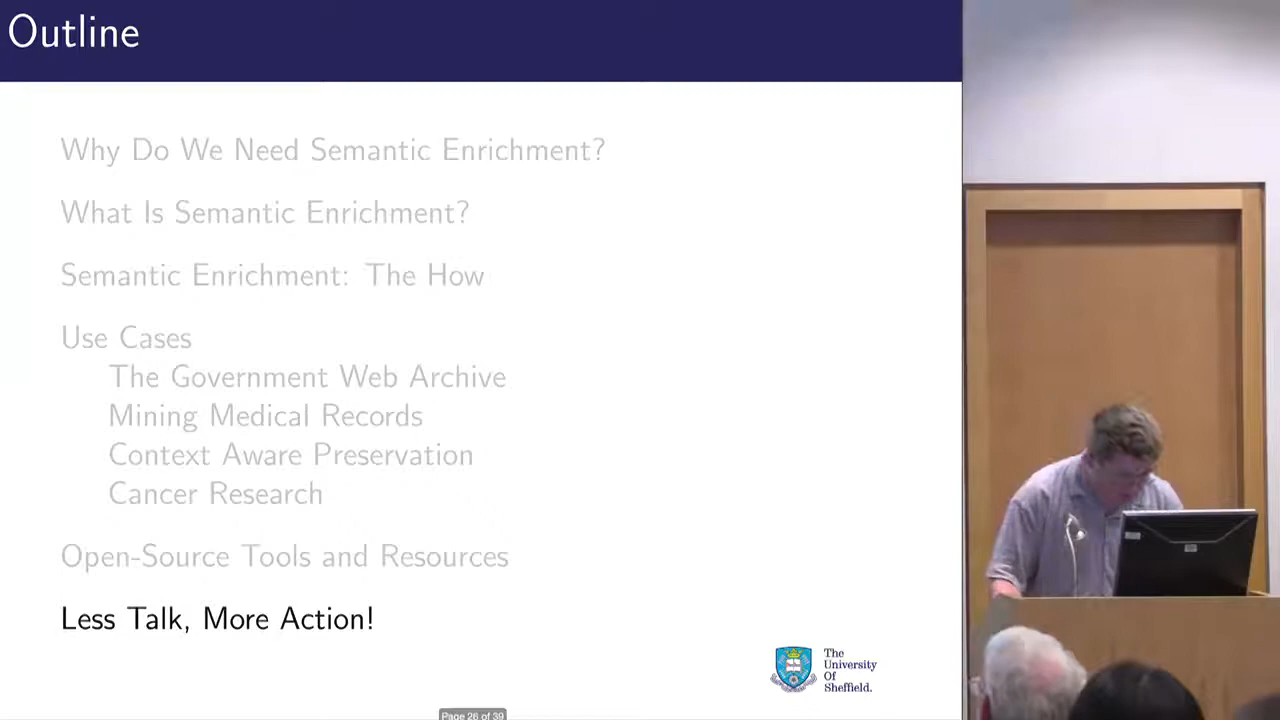 Outline
Why Do We Need Semantic Enrichment?
What Is Semantic Enrichment?
Semantic Enrichment: The How
Use Cases
The Government Web Archive
Mining Medical Records
Context Aware Preservation
Cancer Research
Open-Source Tools and Resources
Less Talk, More Action!
The
University
Of
Sheffield.
Page 26 of 39